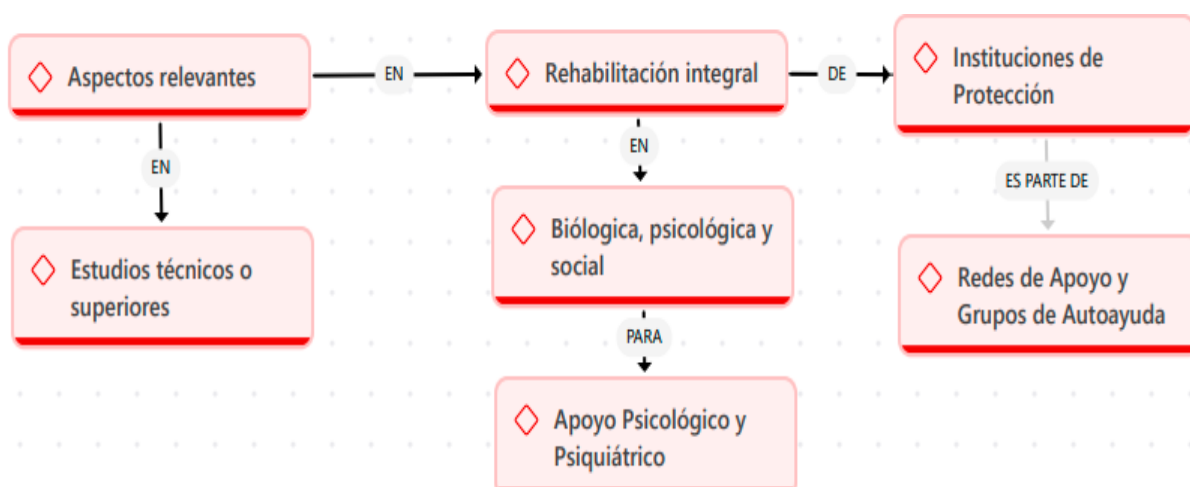 Aspectos relevantes
EN
Rehabilitación integral
DE
Instituciones de
Protección
EN
EN
ES PARTE DE
Estudios técnicos o
superiores
Biólogica, psicológica y
social
Redes de Apoyo y
Grupos de Autoayuda
PARA
Apoyo Psicológico y
Psiquiátrico